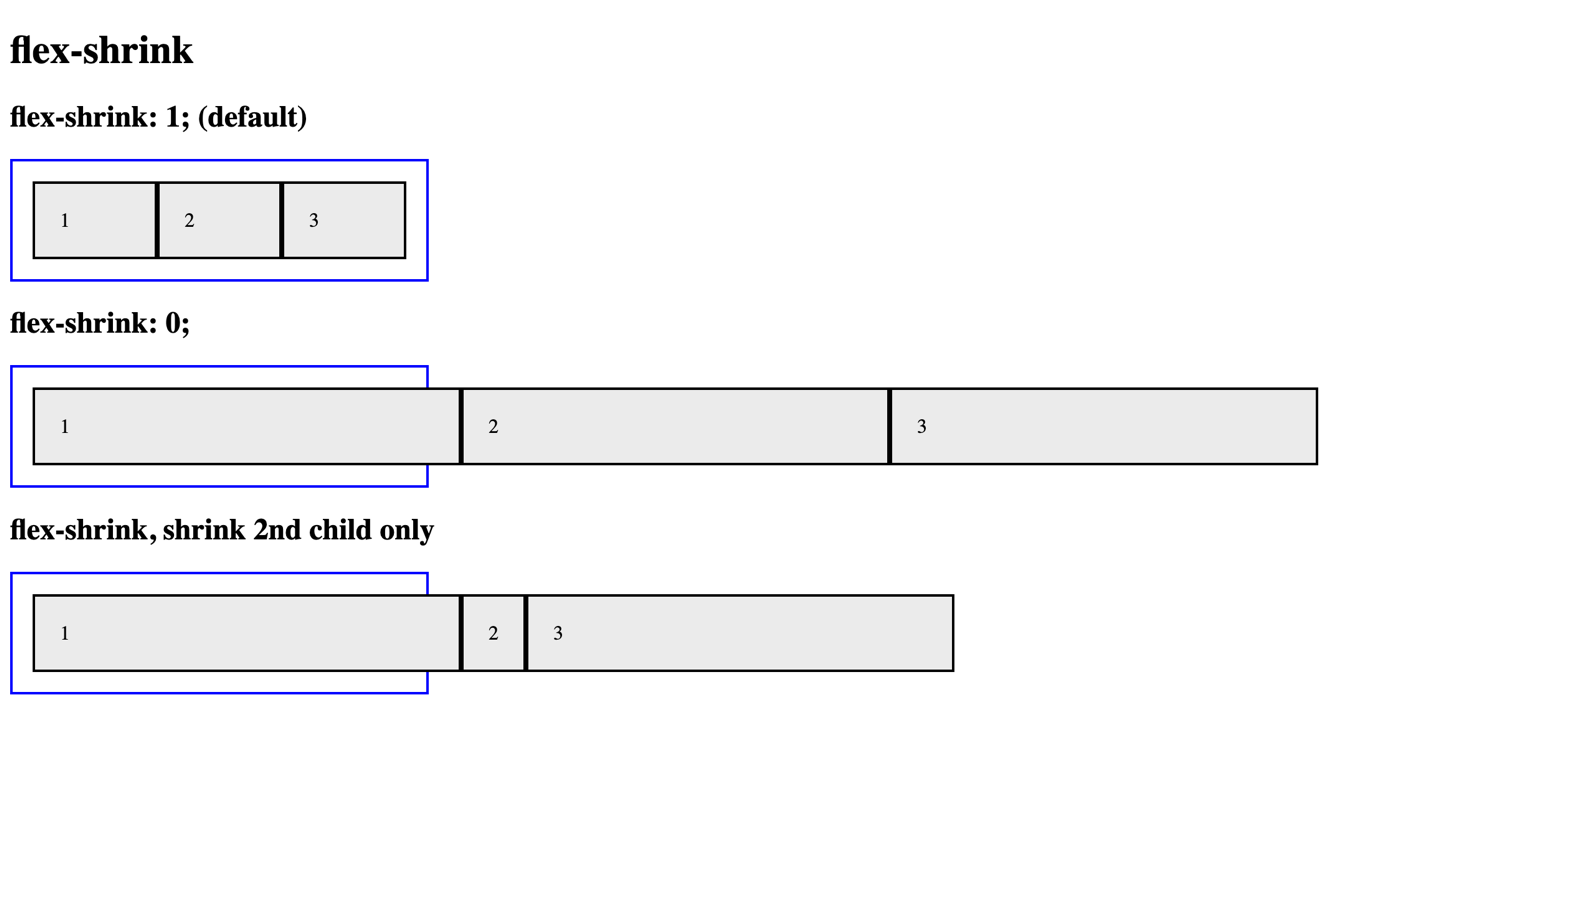 flex-shrink
flex-shrink: 1; (default)
1 2 3
flex-shrink: 0;
1 2 3
flex-shrink, shrink 2nd child only
1 2 3